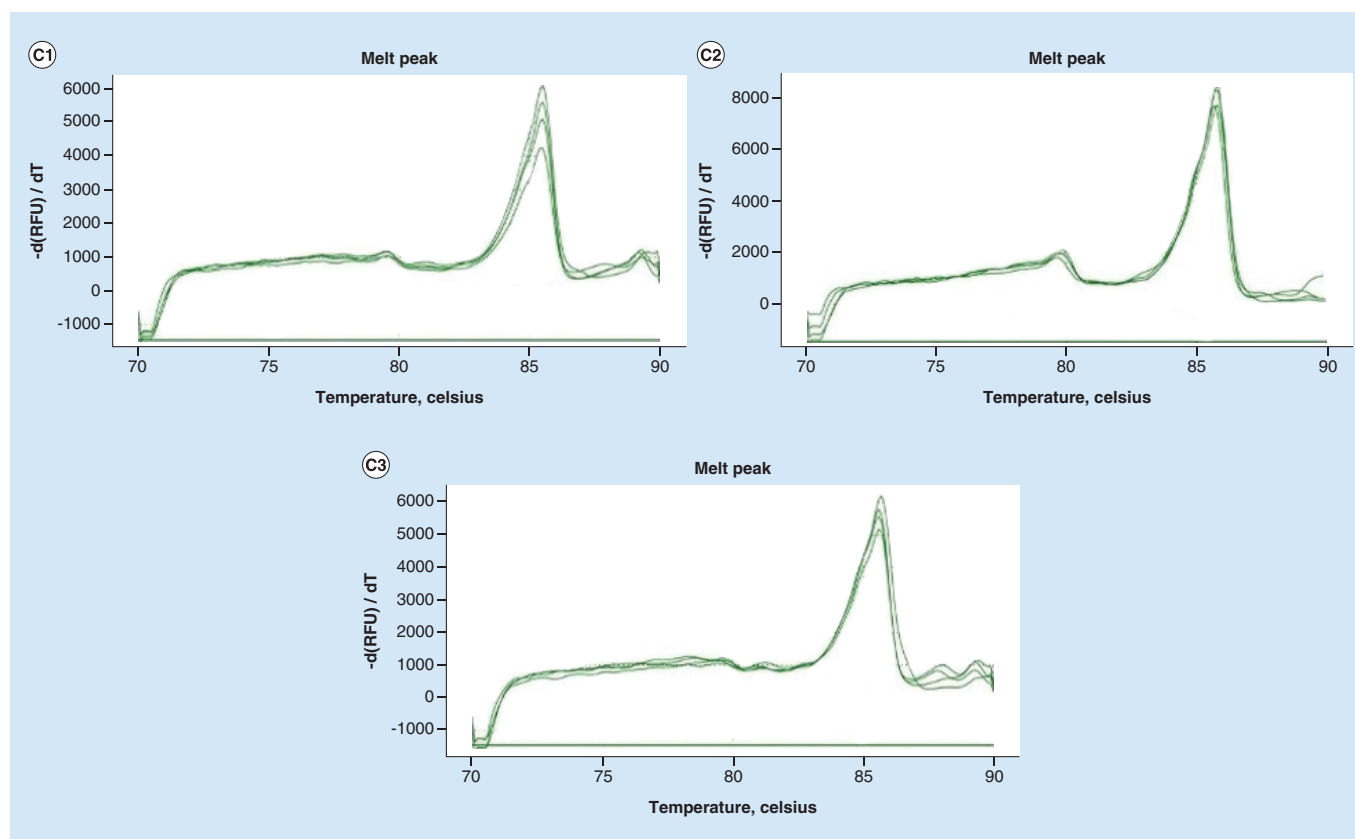 C1
Melt peak
6000
5000
4000
3000
2000
1000
0
-1000
-d(RFU) / dT
70 75 80 85 90
Temperature, celsius
C2
Melt peak
8000
6000
4000
2000
0
-d(RFU) / dT
70 75 80 85 90
Temperature, celsius
C3
Melt peak
6000
5000
4000
3000
2000
1000
0
-1000
-d(RFU) / dT
70 75 80 85 90
Temperature, celsius